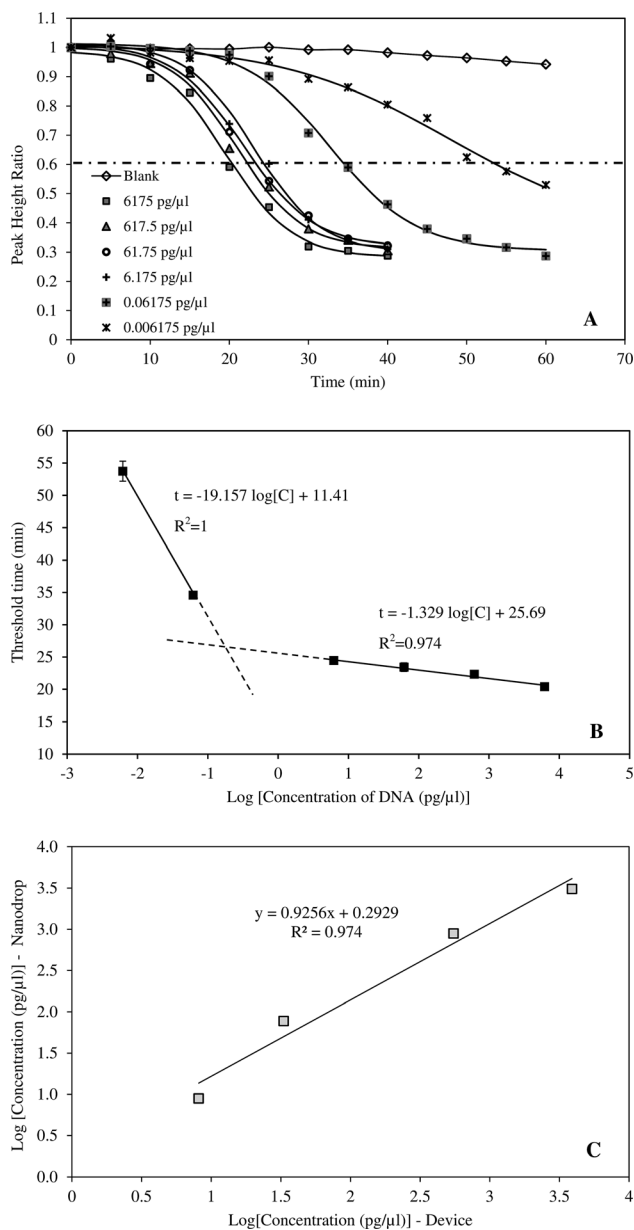 1.1
1
0.9
0.8
0.7
0.6
0.5
0.4
0.3
0.2
0.1
0
Peak Height Ratio
Blank
6175 pg/µl
617.5 pg/µl
61.75 pg/µl
6.175 pg/µl
0.06175 pg/µl
0.006175 pg/µl
A
0 10 20 30 40 50 60 70
Time (min)
60
55
50
45
40
35
30
25
20
15
10
Threshold time (min)
t = -19.157 log[C] + 11.41
R²=1
t = -1.329 log[C] + 25.69
R²=0.974
B
-3 -2 -1 0 1 2 3 4 5
Log [Concentration of DNA (pg/µl)]
4.0
3.5
3.0
2.5
2.0
1.5
1.0
0.5
0.0
Log [Concentration (pg/µl)] - Nanodrop
y = 0.9256x + 0.2929
R² = 0.974
C
0 0.5 1 1.5 2 2.5 3 3.5 4
Log[Concentration (pg/µl)] - Device